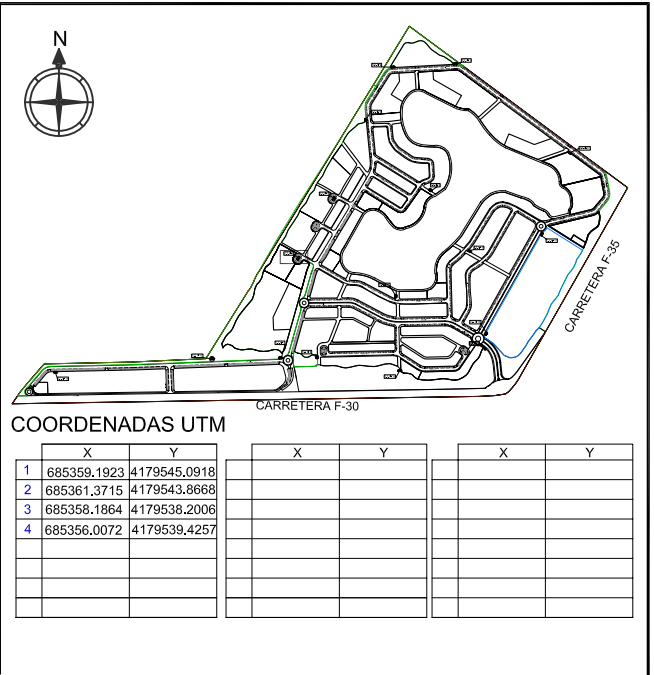 N
CARRETERA F-35
CARRETERA F-30
COORDENADAS UTM
X Y X Y X Y
1 685359.1923 4179545.0918
2 685361.3715 4179543.8668
3 685358.1864 4179538.2006
4 685356.0072 4179539.4257